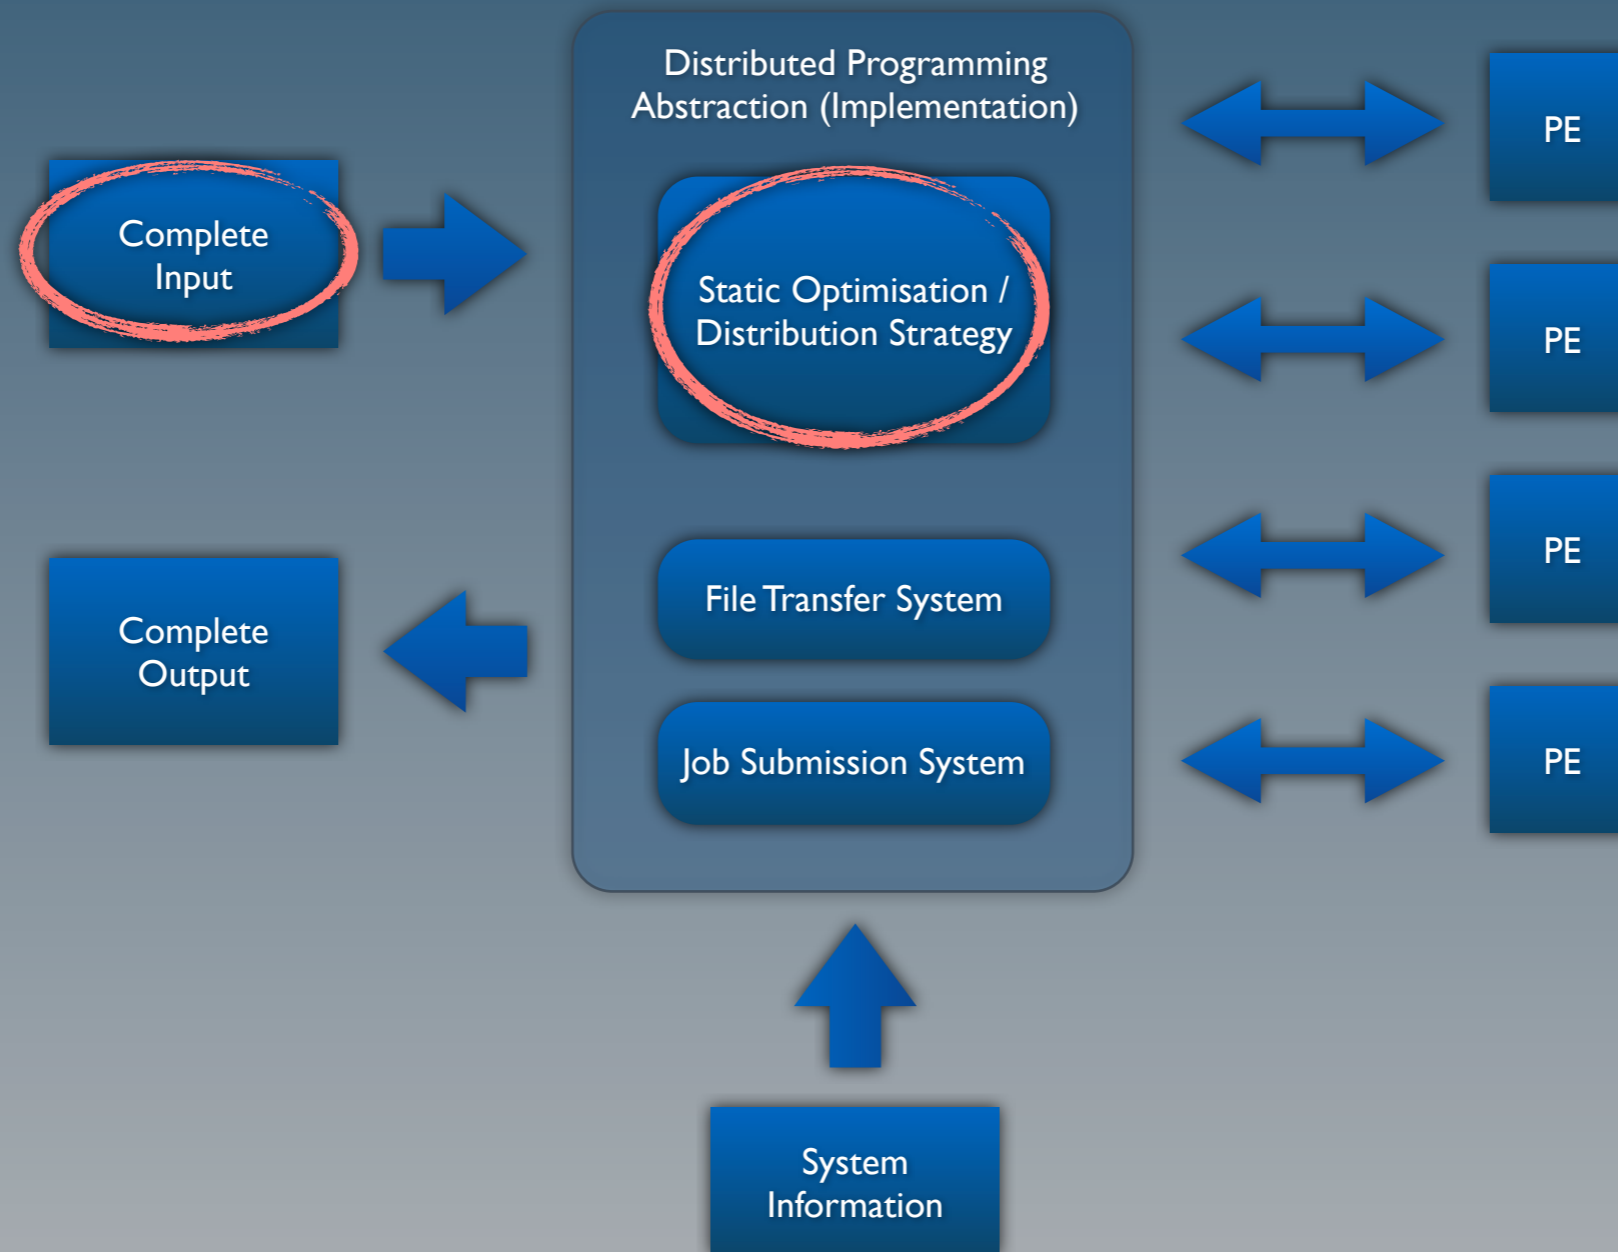 Distributed Programming
Abstraction (Implementation)
Complete
Input
Static Optimisation /
Distribution Strategy
File Transfer System
Job Submission System
Complete
Output
PE
PE
PE
PE
System
Information